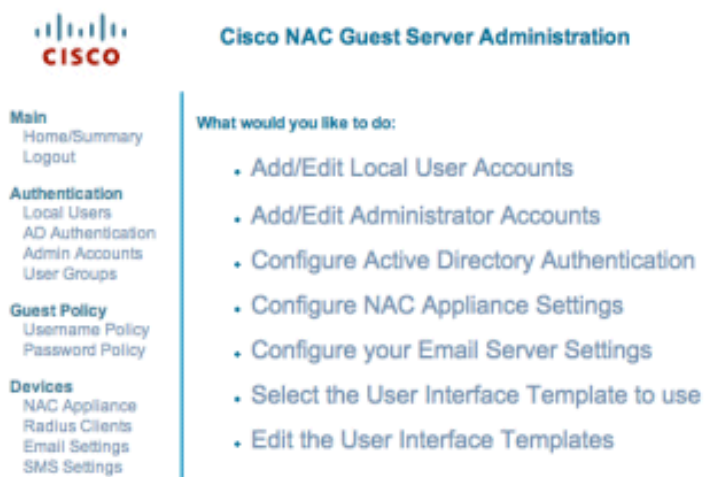 CISCO
Cisco NAC Guest Server Administration
Main
Home/Summary
Logout
Authentication
Local Users
AD Authentication
Admin Accounts
User Groups
Guest Policy
Username Policy
Password Policy
Devices
NAC Appliance
Radius Clients
Email Settings
SMS Settings
What would you like to do:
• Add/Edit Local User Accounts
• Add/Edit Administrator Accounts
• Configure Active Directory Authentication
• Configure NAC Appliance Settings
• Configure your Email Server Settings
• Select the User Interface Template to use
• Edit the User Interface Templates